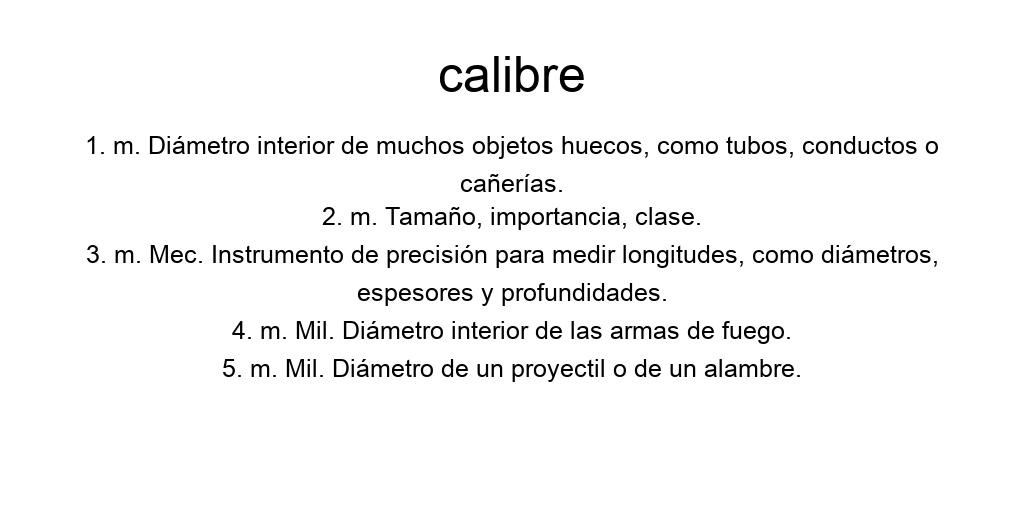 calibre
1. m. Diámetro interior de muchos objetos huecos, como tubos, conductos o
cañerías.
2. m. Tamaño, importancia, clase.
3. m. Mec. Instrumento de precisión para medir longitudes, como diámetros,
espesores y profundidades.
4. m. Mil. Diámetro interior de las armas de fuego.
5. m. Mil. Diámetro de un proyectil o de un alambre.